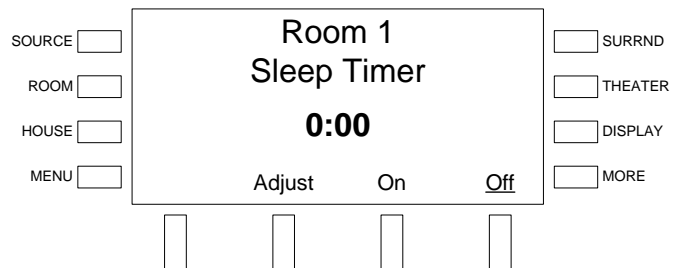 SOURCE
ROOM
HOUSE
MENU
Room 1
Sleep Timer
0:00
Adjust On Off
SURRND
THEATER
DISPLAY
MORE